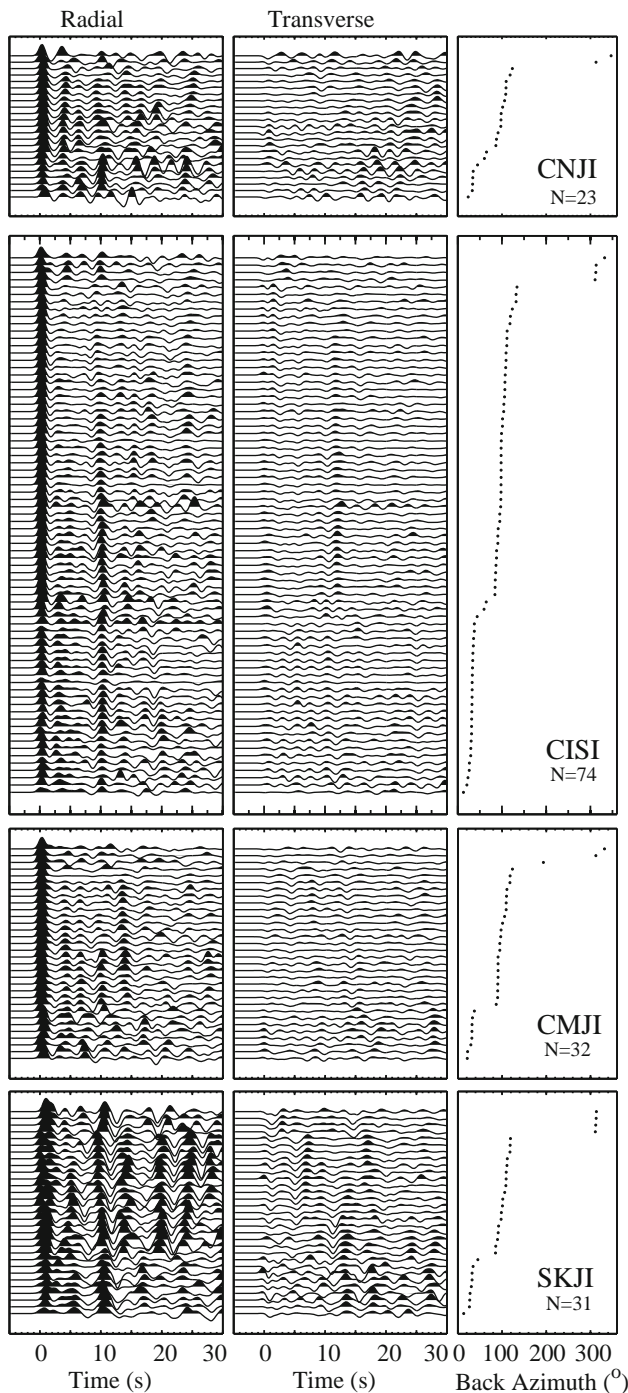 Radial Transverse
CNJI
N=23
CISI
N=74
CMJI
N=32
SKJI
N=31
0 10 20 30 0 10 20 30 0 100 200 300
Time (s) Time (s) Back Azimuth (°)